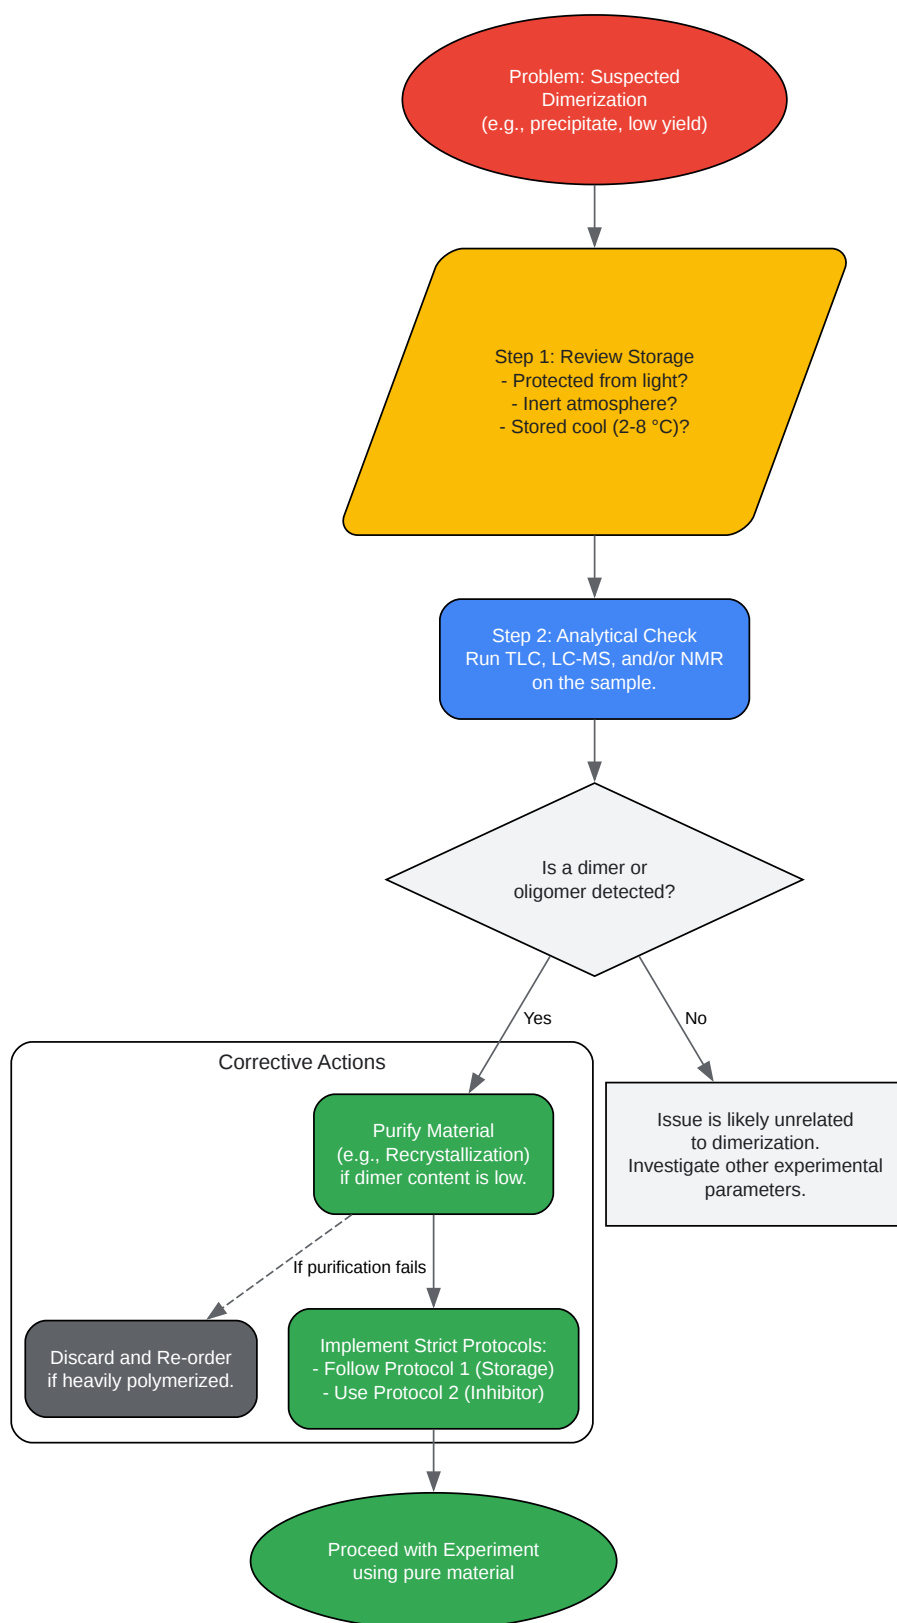 Problem: Suspected
Dimerization
(e.g., precipitate, low yield)
Step 1: Review Storage
- Protected from light?
- Inert atmosphere?
- Stored cool (2-8 °C)?
Step 2: Analytical Check
Run TLC, LC-MS, and/or NMR
on the sample.
Is a dimer or
oligomer detected?
Yes
No
Corrective Actions
Purify Material
(e.g., Recrystallization)
if dimer content is low.
Issue is likely unrelated
to dimerization.
Investigate other experimental
parameters.
If purification fails
Discard and Re-order
if heavily polymerized.
Implement Strict Protocols:
- Follow Protocol 1 (Storage)
- Use Protocol 2 (Inhibitor)
Proceed with Experiment
using pure material